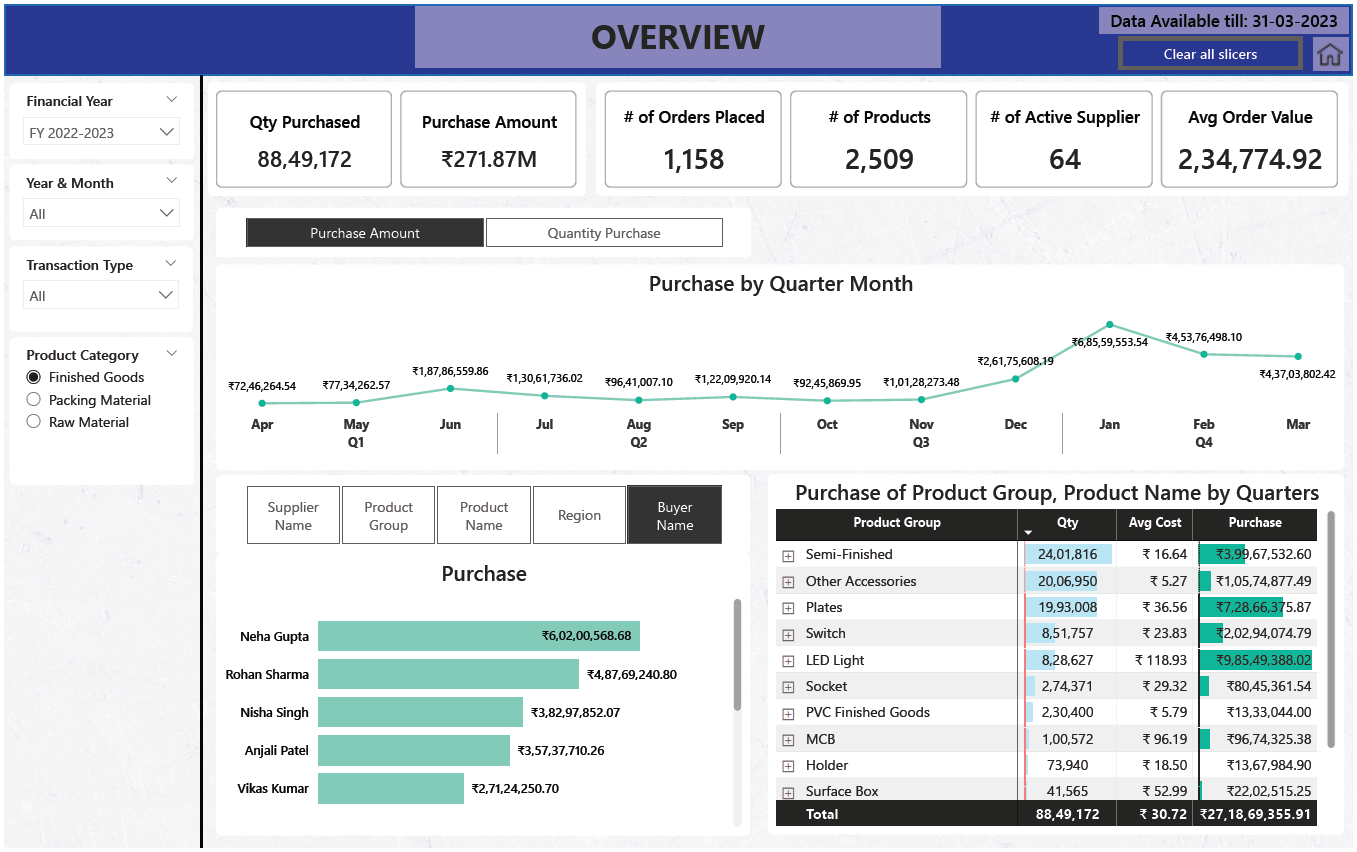 OVERVIEW
Data Available till: 31-03-2023
Clear all slicers
Financial Year
FY 2022-2023
Year & Month
All
Transaction Type
All
Product Category
Finished Goods
Packing Material
Raw Material
Qty Purchased
88,49,172
Purchase Amount
₹271.87M
# of Orders Placed
1,158
# of Products
2,509
# of Active Supplier
64
Avg Order Value
2,34,774.92
Purchase Amount
Quantity Purchase
Purchase by Quarter Month
₹72,46,264.54 ₹77,34,262.57 ₹1,87,86,559.86 ₹1,30,61,736.02 ₹96,41,007.10 ₹1,22,09,920.14 ₹92,45,869.95 ₹1,01,28,273.48 ₹2,61,75,608.19 ₹6,85,59,553.54 ₹4,53,76,498.10 ₹4,37,03,802.42
Apr May Jun Jul Aug Sep Oct Nov Dec Jan Feb Mar
Q1 Q2 Q3 Q4
Supplier Name
Product Group
Product Name
Region
Buyer Name
Purchase
Neha Gupta ₹6,02,00,568.68
Rohan Sharma ₹4,87,69,240.80
Nisha Singh ₹3,82,97,852.07
Anjali Patel ₹3,57,37,710.26
Vikas Kumar ₹2,71,24,250.70
Purchase of Product Group, Product Name by Quarters
Product Group Qty Avg Cost Purchase
Semi-Finished 24,01,816 ₹ 16.64 ₹3,99,67,532.60
Other Accessories 20,06,950 ₹ 5.27 ₹1,05,74,877.49
Plates 19,93,008 ₹ 36.56 ₹7,28,66,375.87
Switch 8,51,757 ₹ 23.83 ₹2,02,94,074.79
LED Light 8,28,627 ₹ 118.93 ₹9,85,49,388.02
Socket 2,74,371 ₹ 29.32 ₹80,45,361.54
PVC Finished Goods 2,30,400 ₹ 5.79 ₹13,33,044.00
MCB 1,00,572 ₹ 96.19 ₹96,74,325.38
Holder 73,940 ₹ 18.50 ₹13,67,984.90
Surface Box 41,565 ₹ 52.99 ₹22,02,515.25
Total 88,49,172 ₹ 30.72 ₹27,18,69,355.91